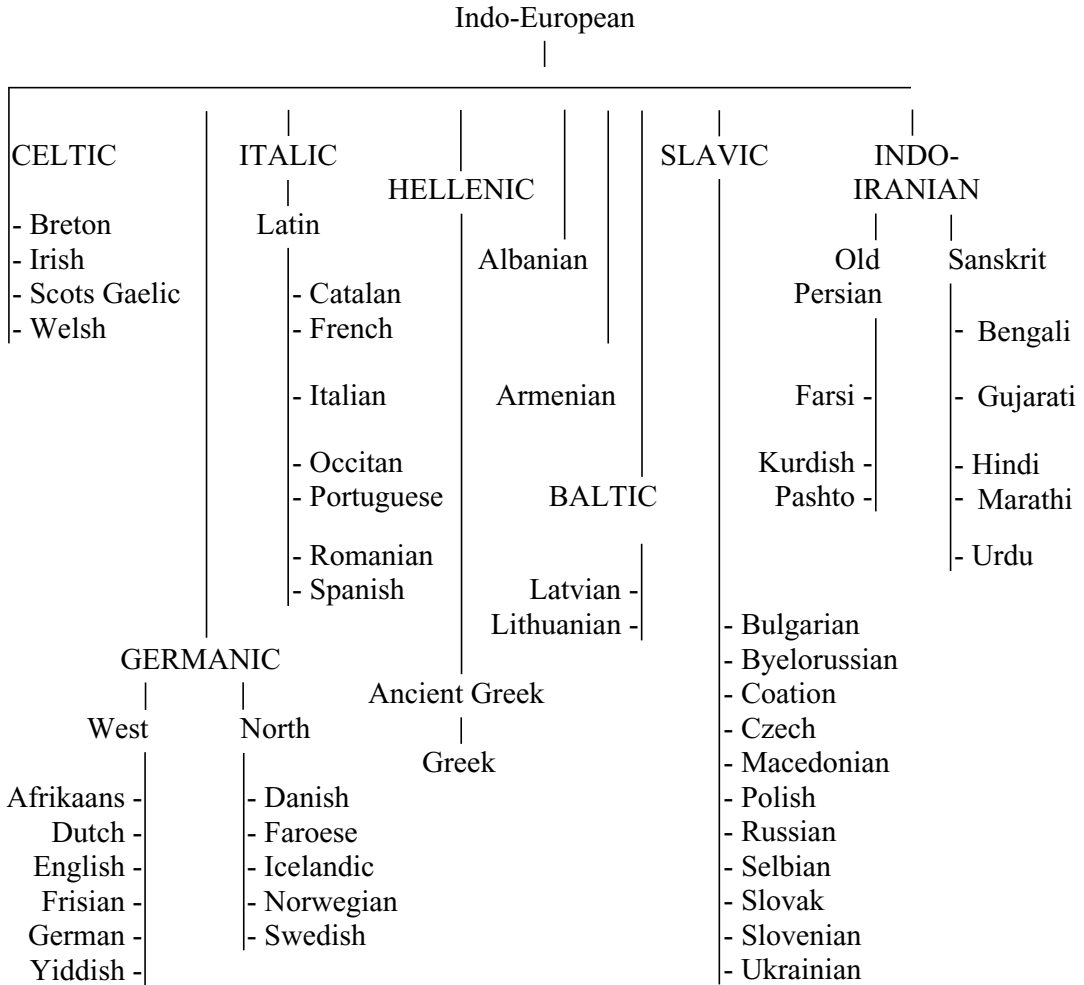 Indo-European
CELTIC
- Breton
- Irish
- Scots Gaelic
- Welsh
GERMANIC
West
Afrikaans -
Dutch -
English -
Frisian -
German -
Yiddish -
North
- Danish
- Faroese
- Icelandic
- Norwegian
- Swedish
ITALIC
Latin
- Catalan
- French
- Italian
- Occitan
- Portuguese
- Romanian
- Spanish
HELLENIC
Ancient Greek
Greek
Albanian
Armenian
BALTIC
Latvian -
Lithuanian -
SLAVIC
- Bulgarian
- Byelorussian
- Coation
- Czech
- Macedonian
- Polish
- Russian
- Selbian
- Slovak
- Slovenian
- Ukrainian
INDO-
IRANIAN
Old
Persian
Farsi -
Kurdish -
Pashto -
Sanskrit
- Bengali
- Gujarati
- Hindi
- Marathi
- Urdu